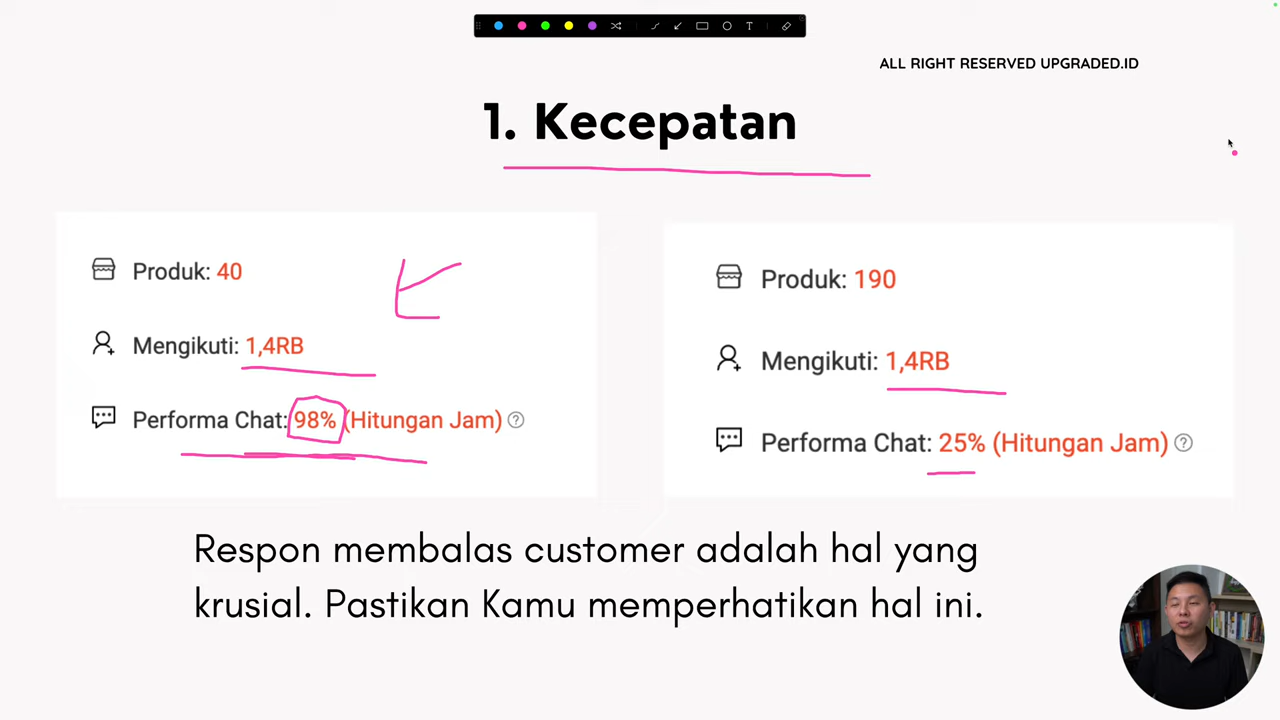 ALL RIGHT RESERVED UPGRADED.ID
1. Kecepatan
Produk: 40
Mengikuti: 1,4RB
Performa Chat: 98% (Hitungan Jam)
Produk: 190
Mengikuti: 1,4RB
Performa Chat: 25% (Hitungan Jam)
Respon membalas customer adalah hal yang
krusial. Pastikan Kamu memperhatikan hal ini.